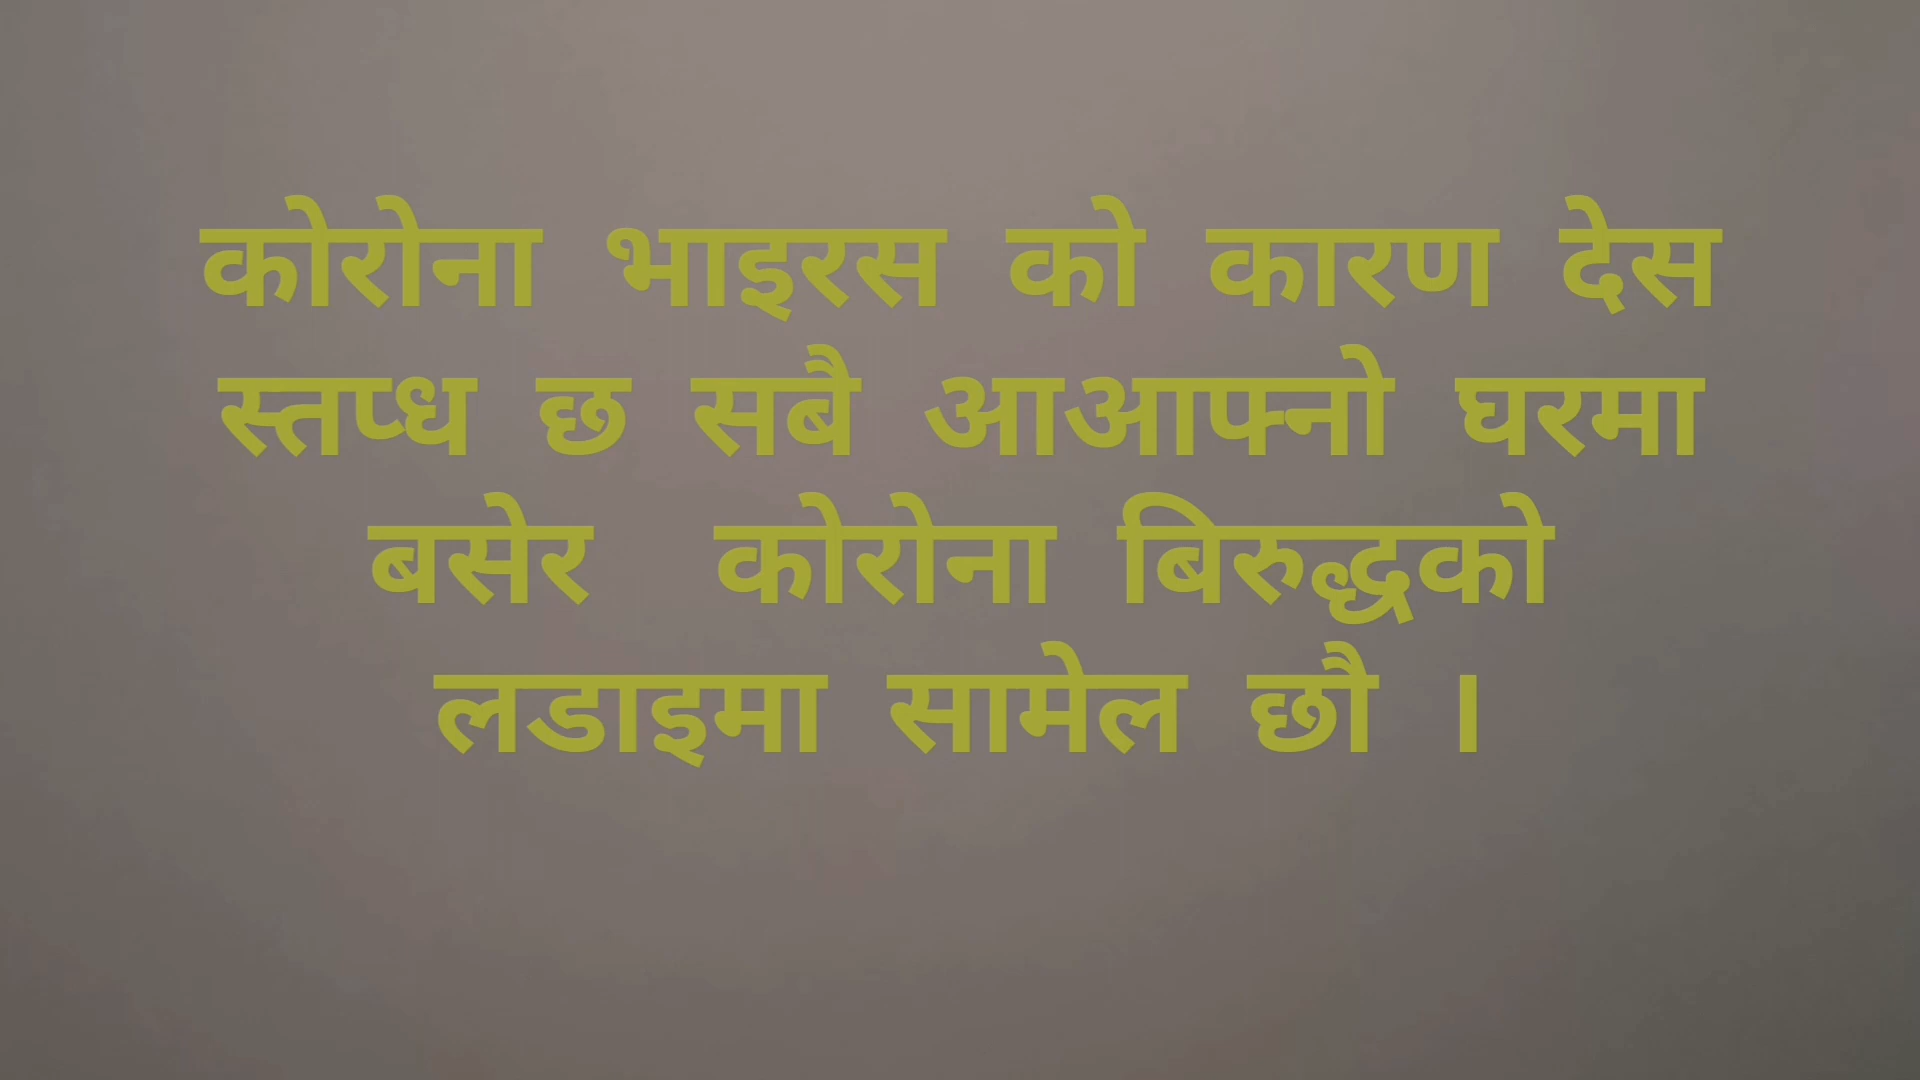 कोरोना भाइरस को कारण देस
स्तप्ध छ सबै आआफ्नो घरमा
बसेर कोरोना बिरुद्धको
लडाइमा सामेल छौ ।